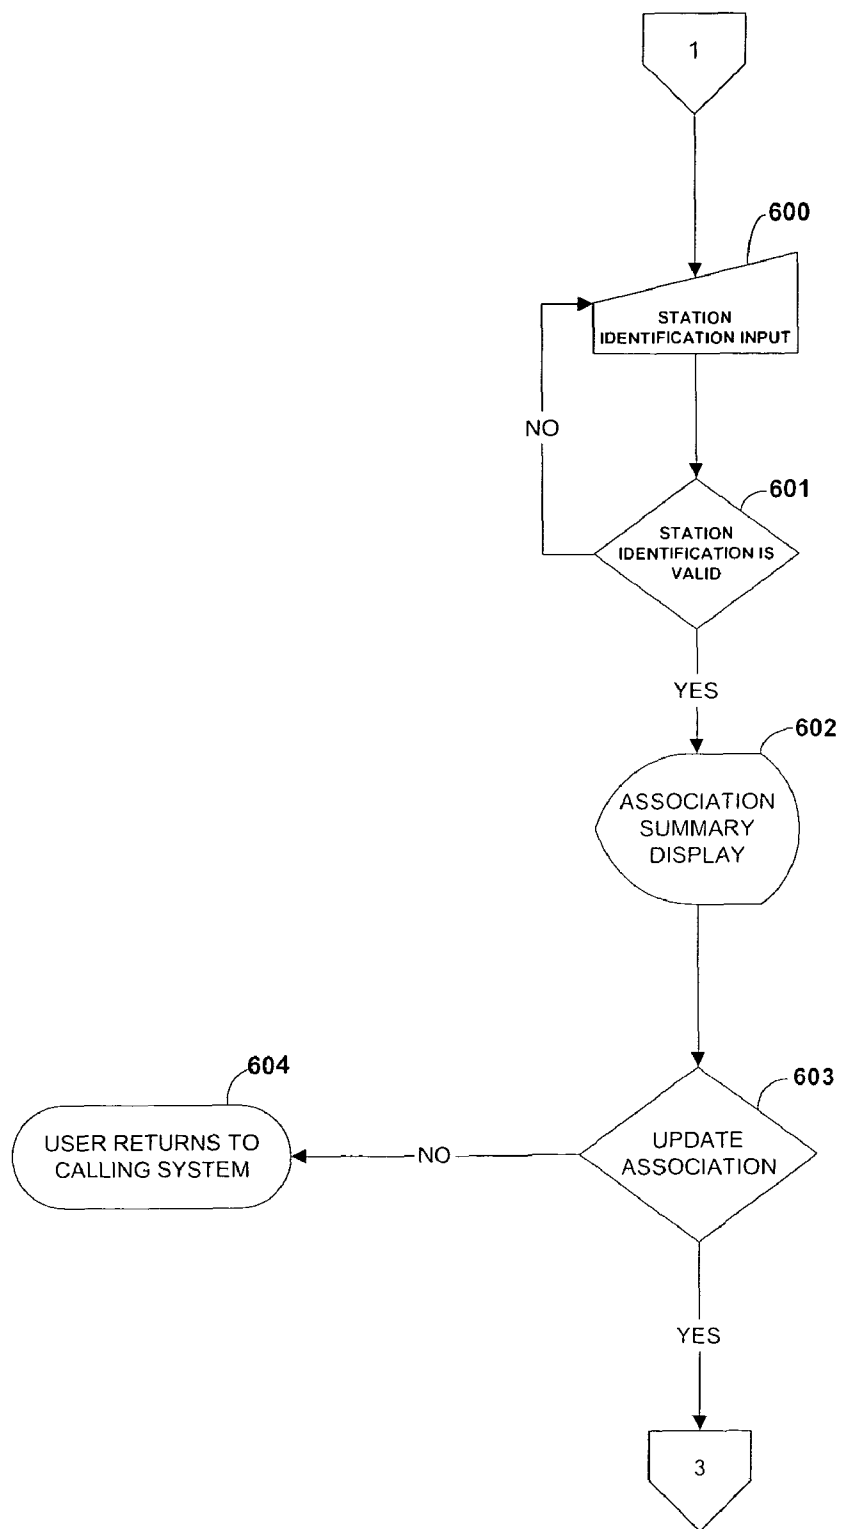 1
600
STATION
IDENTIFICATION INPUT
NO
601
STATION
IDENTIFICATION IS
VALID
YES
602
ASSOCIATION
SUMMARY
DISPLAY
603
UPDATE
ASSOCIATION
604
USER RETURNS TO
CALLING SYSTEM
NO
YES
3